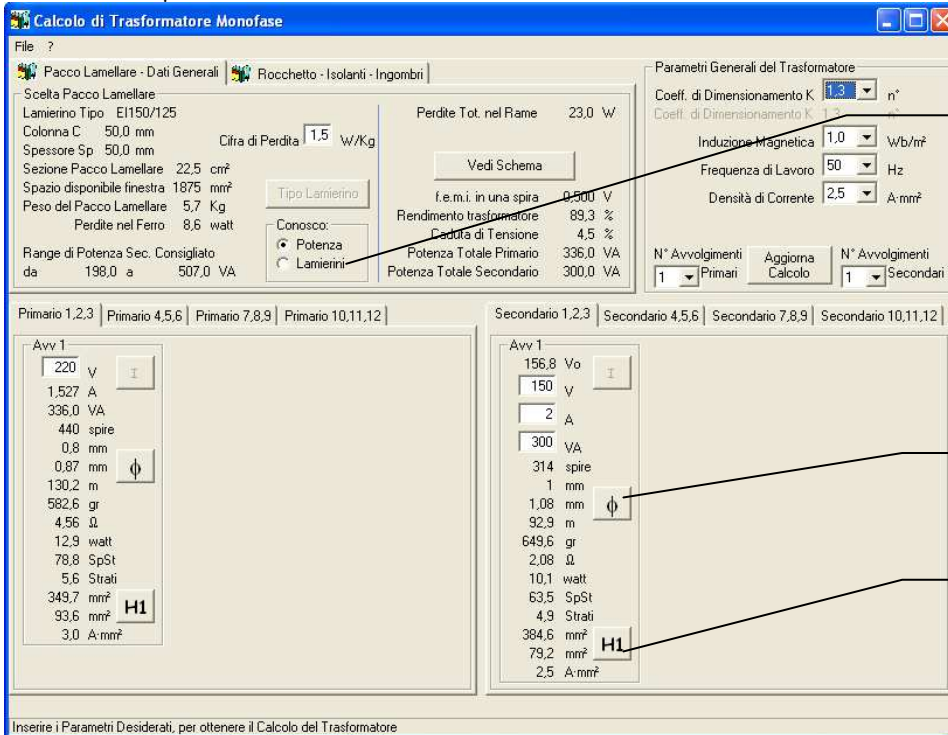 Calcolo di Trasformatore Monofase
File ?
Pacco Lamellare - Dati Generali
Rocchetto - Isolanti - Ingombri
Scelta Pacco Lamellare
Lamierino Tipo EI150/125
Colonna C 50,0 mm
Spessore Sp 50,0 mm
Sezione Pacco Lamellare 22,5 cm²
Spazio disponibile finestra 1875 mm²
Peso del Pacco Lamellare 5,7 Kg
Perdite nel Ferro 8,6 watt
Range di Potenza Sec. Consigliato
da 198,0 a 507,0 VA
Cifra di Perdita 1,5 W/Kg
Tipo Lamierino
Conosco:
Potenza
Lamierini
Perdite Tot. nel Rame 23,0 W
Vedi Schema
f.e.m.i. in una spira 0,500 V
Rendimento trasformatore 89,3 %
Caduta di Tensione 4,5 %
Potenza Totale Primario 336,0 VA
Potenza Totale Secondario 300,0 VA
Parametri Generali del Trasformatore
Coeff. di Dimensionamento K 1,3 n°
Coeff. di Dimensionamento K 1,3 n°
Induzione Magnetica 1,0 Wb/m²
Frequenza di Lavoro 50 Hz
Densità di Corrente 2,5 A·mm²
N° Avvolgimenti
1 Primari
Aggiorna Calcolo
N° Avvolgimenti
1 Secondari
Primario 1,2,3 Primario 4,5,6 Primario 7,8,9 Primario 10,11,12
Avv 1
220 V
I
1,527 A
336,0 VA
440 spire
0,8 mm
0,87 mm
ϕ
130,2 m
582,6 gr
4,56 Ω
12,9 watt
78,8 SpSt
5,6 Strati
349,7 mm²
H1
93,6 mm²
3,0 A·mm²
Secondario 1,2,3 Secondario 4,5,6 Secondario 7,8,9 Secondario 10,11,12
Avv 1
156,8 Vo
I
150 V
2 A
300 VA
314 spire
1 mm
1,08 mm
ϕ
92,9 m
649,6 gr
2,08 Ω
10,1 watt
63,5 SpSt
4,9 Strati
384,6 mm²
H1
79,2 mm²
2,5 A·mm²
Inserire i Parametri Desiderati, per ottenere il Calcolo del Trasformatore